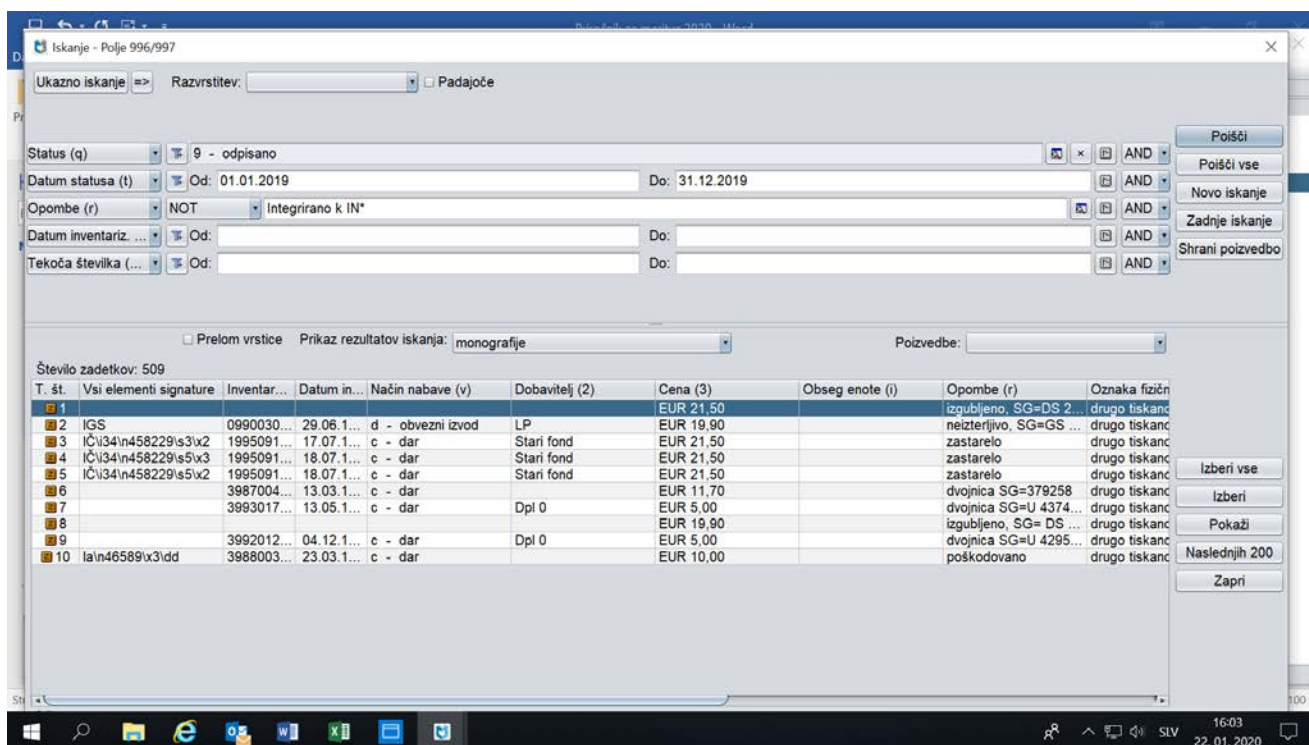 Iskanje - Polje 996/997
Ukazno iskanje => Razvrstitev: Padajoče
Poišči
Status (q) 9 - odpisano AND
Poišči vse
Datum statusa (t) Od: 01.01.2019 Do: 31.12.2019 AND
Novo iskanje
Opombe (r) NOT Integrirano k IN* AND
Zadnje iskanje
Datum inventariz. ... Od: Do: AND
Shrani poizvedbo
Tekoča številka (... Od: Do: AND
Prelom vrstice Prikaz rezultatov iskanja: monografije Poizvedbe:
Število zadetkov: 509
T. št. Vsi elementi signature Inventar... Datum in... Način nabave (v) Dobavitelj (2) Cena (3) Obseg enote (i) Opombe (r) Oznaka fizičn
1 EUR 21,50 izgubljeno, SG=DS 2... drugo tiskanc
2 IGS 0990030... 29.06.1... d - obvezni izvod LP EUR 19,90 neizterljivo, SG=GS ... drugo tiskanc
3 IČ\i34\n458229\s3\x2 1995091... 17.07.1... c - dar Stari fond EUR 21,50 zastarelo drugo tiskanc
4 IČ\i34\n458229\s5\x3 1995091... 18.07.1... c - dar Stari fond EUR 21,50 zastarelo drugo tiskanc
5 IČ\i34\n458229\s5\x2 1995091... 18.07.1... c - dar Stari fond EUR 21,50 zastarelo drugo tiskanc
6 3987004... 13.03.1... c - dar EUR 11,70 dvojnica SG=379258 drugo tiskanc
7 3993017... 13.05.1... c - dar Dpl 0 EUR 5,00 dvojnica SG=U 4374... drugo tiskanc
8 EUR 19,90 izgubljeno, SG= DS ... drugo tiskanc
9 3992012... 04.12.1... c - dar Dpl 0 EUR 5,00 dvojnica SG=U 4295... drugo tiskanc
10 Ia\n46589\x3\dd 3988003... 23.03.1... c - dar EUR 10,00 poškodovano drugo tiskanc
Izberi vse
Izberi
Pokaži
Naslednjih 200
Zapri
SLV
16:03
22. 01. 2020